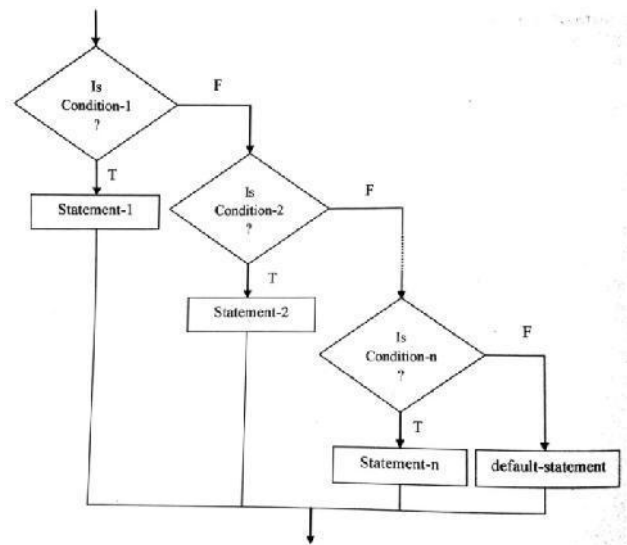 Is
Condition-1
?
F
T
Statement-1
Is
Condition-2
?
F
T
Statement-2
Is
Condition-n
?
F
T
Statement-n
default-statement